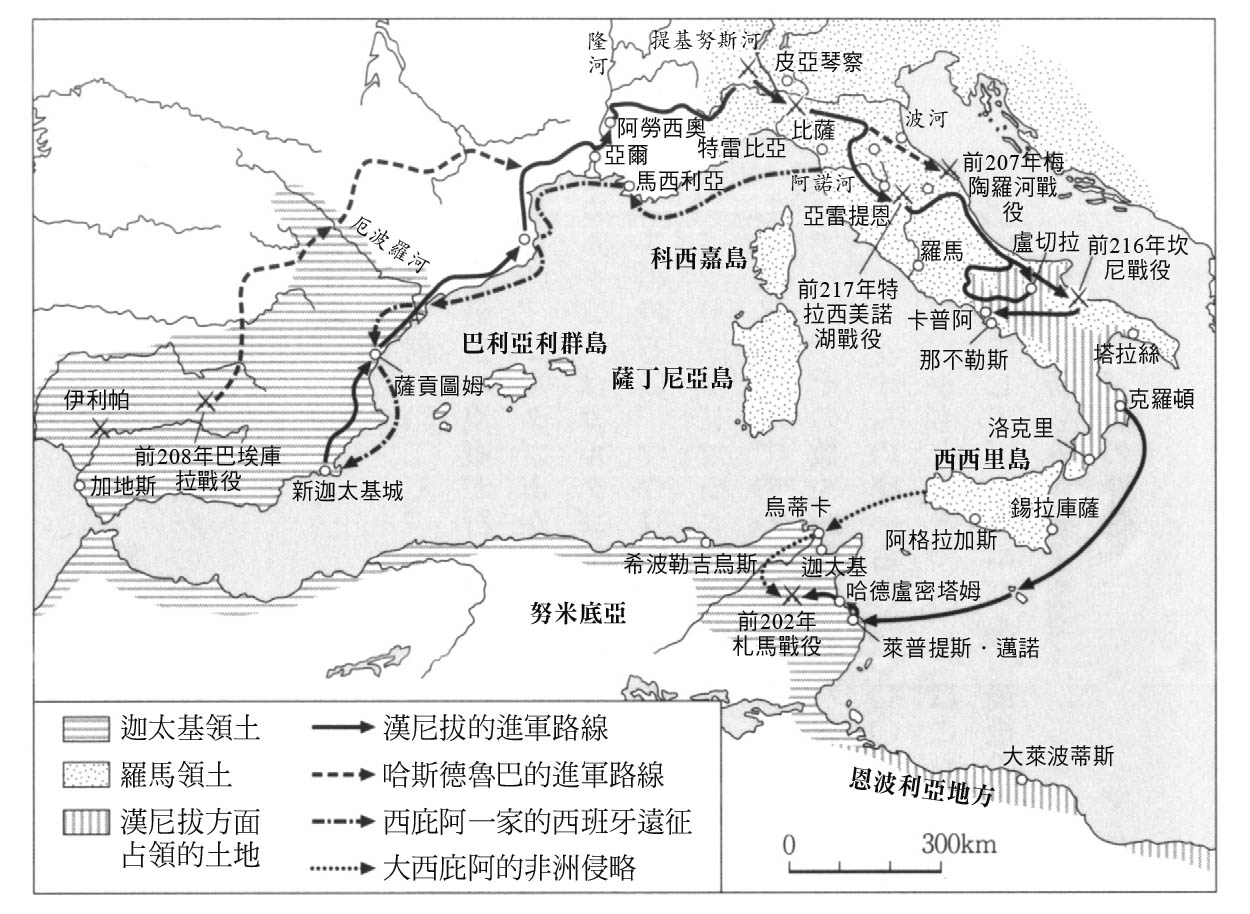 隆
河
提基努斯河
皮亞琴察
阿勞西奧
比薩
波河
亞爾
特雷比亞
前207年梅
陶羅河戰
役
馬西利亞
阿諾河
亞雷提恩
厄波羅河
科西嘉島
羅馬
盧切拉
前216年坎
尼戰役
前217年特
拉西美諾
湖戰役
卡普阿
那不勒斯
巴利亞利群島
薩丁尼亞島
塔拉絲
薩貢圖姆
伊利帕
克羅頓
洛克里
前208年巴埃庫
拉戰役
西西里島
加地斯
新迦太基城
烏蒂卡
錫拉庫薩
阿格拉加斯
希波勒吉烏斯
迦太基
哈德盧密塔姆
努米底亞
前202年
札馬戰役
萊普提斯．邁諾
大萊波蒂斯
恩波利亞地方
迦太基領土
羅馬領土
漢尼拔方面
占領的土地
漢尼拔的進軍路線
哈斯德魯巴的進軍路線
西庇阿一家的西班牙遠征
大西庇阿的非洲侵略
0
300km